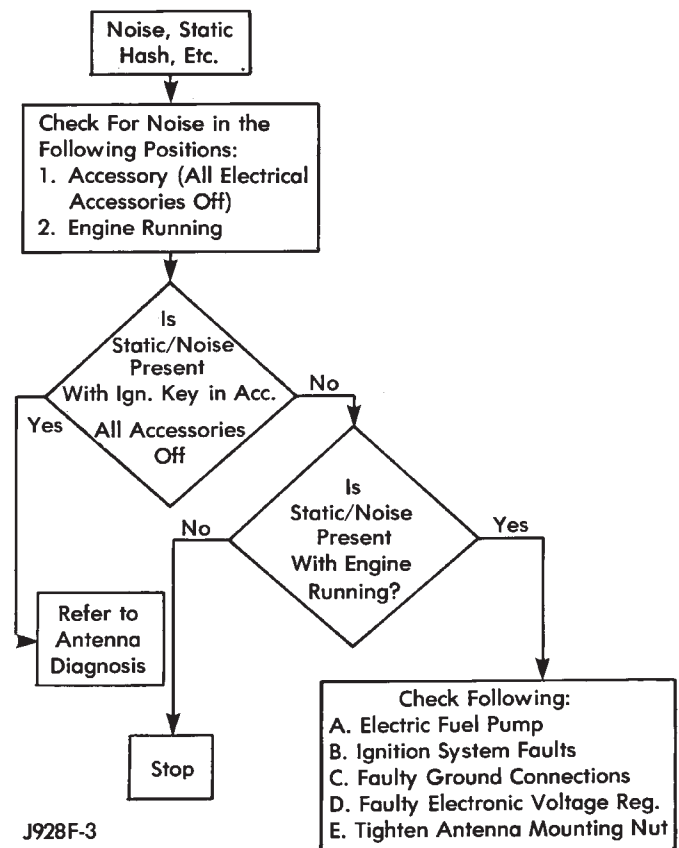 Noise, Static
Hash, Etc.
Check For Noise in the
Following Positions:
1. Accessory (All Electrical
Accessories Off)
2. Engine Running
Is
Static/Noise
Present
With Ign. Key in Acc.
All Accessories
Off
Yes
No
Is
Static/Noise
Present
With Engine
Running?
No
Yes
Refer to
Antenna
Diagnosis
Stop
Check Following:
A. Electric Fuel Pump
B. Ignition System Faults
C. Faulty Ground Connections
D. Faulty Electronic Voltage Reg.
E. Tighten Antenna Mounting Nut
J928F-3